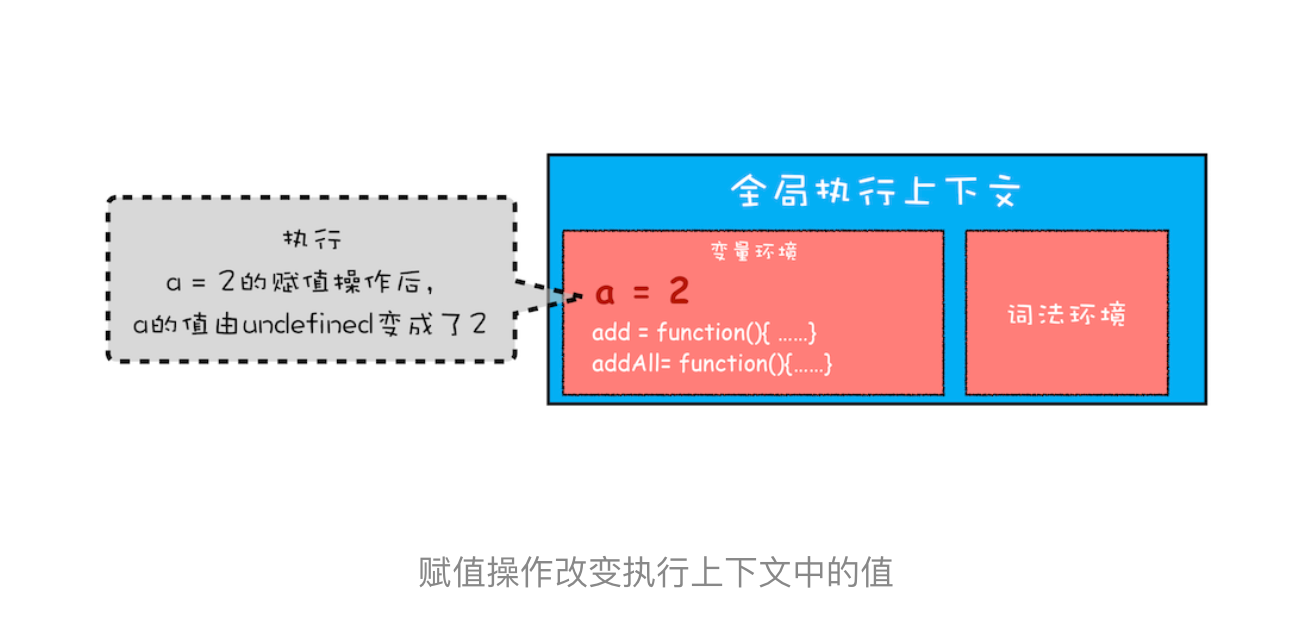 执行
a = 2的赋值操作后，
a的值由undefined变成了2
全局执行上下文
变量环境
a = 2
add = function(){ ......}
addAll= function(){......}
词法环境
赋值操作改变执行上下文中的值